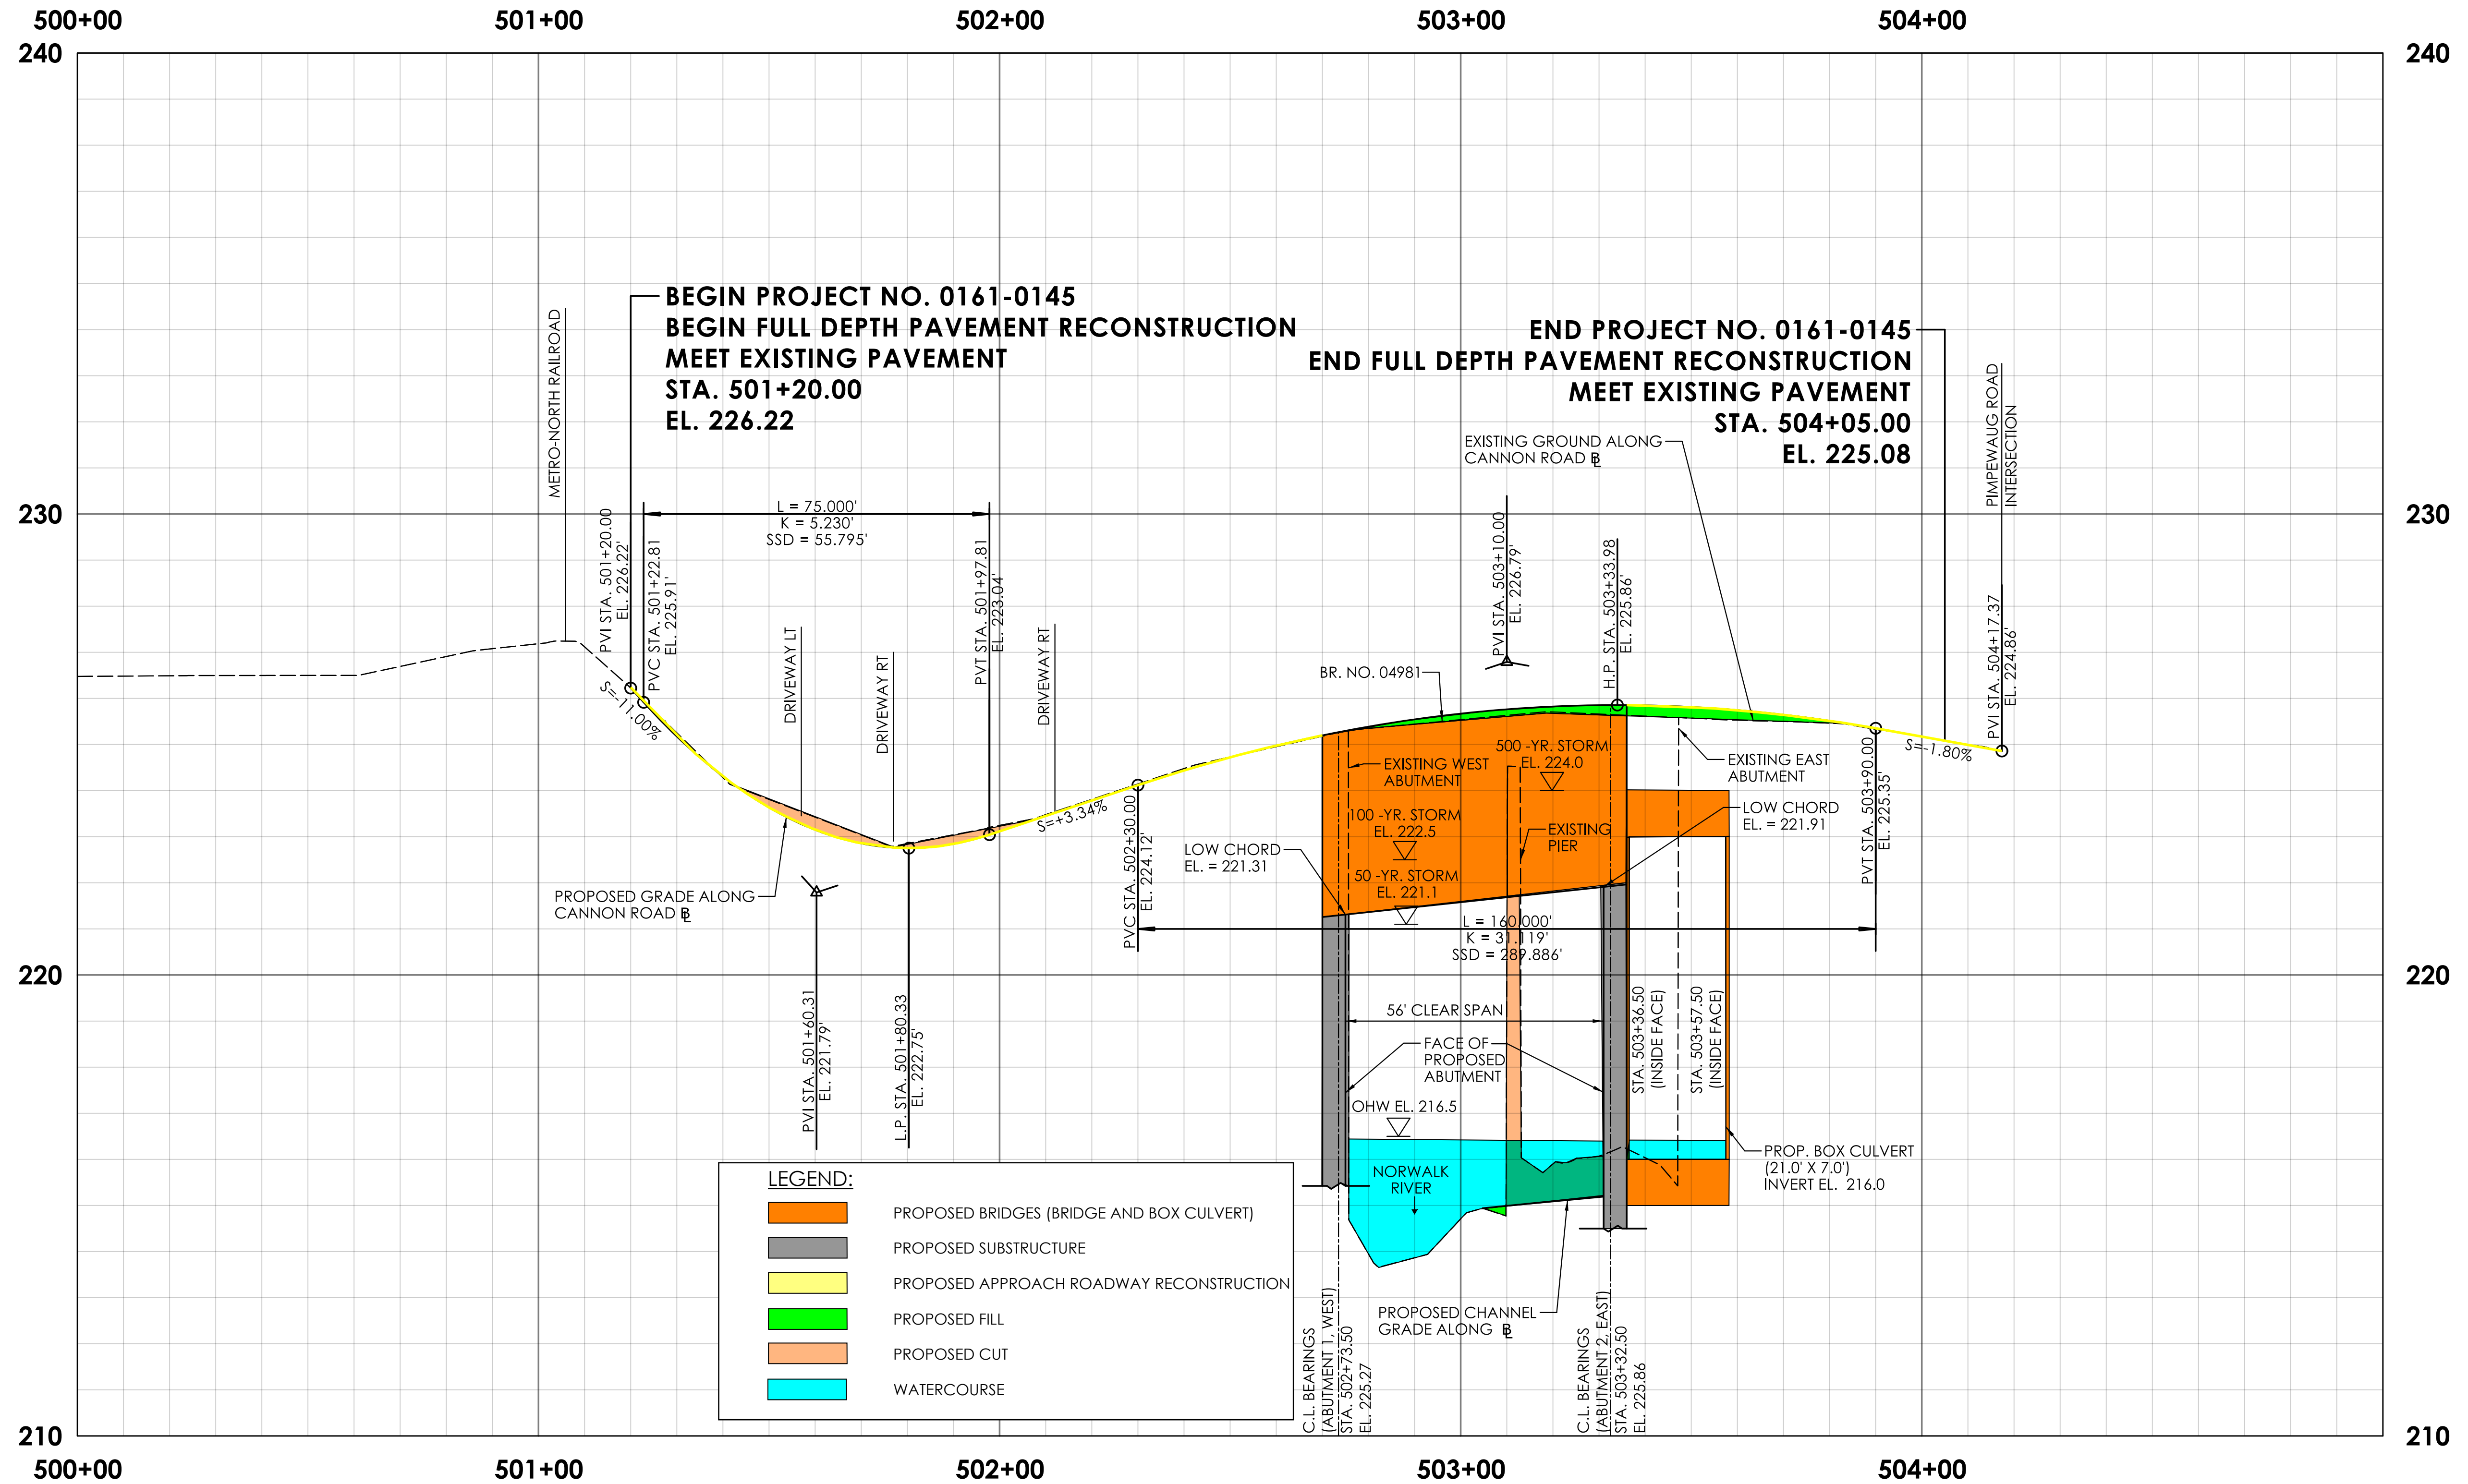 500+00
501+00
502+00
503+00
504+00
240
240
BEGIN PROJECT NO. 0161-0145
BEGIN FULL DEPTH PAVEMENT RECONSTRUCTION
MEET EXISTING PAVEMENT
STA. 501+20.00
EL. 226.22
END PROJECT NO. 0161-0145
END FULL DEPTH PAVEMENT RECONSTRUCTION
MEET EXISTING PAVEMENT
STA. 504+05.00
EL. 225.08
METRO-NORTH RAILROAD
EXISTING GROUND ALONG
CANNON ROAD BL
PIMPEWAUG ROAD
INTERSECTION
230
230
L = 75.000'
K = 5.230'
SSD = 55.795'
PVI STA. 501+20.00
EL. 226.22'
PVC STA. 501+22.81
EL. 225.91'
S=-11.00%
DRIVEWAY LT
DRIVEWAY RT
PVT STA. 501+97.81
EL. 223.04'
DRIVEWAY RT
PVI STA. 503+10.00
EL. 226.79'
H.P. STA. 503+33.98
EL. 225.86'
PVI STA. 504+17.37
EL. 224.86'
BR. NO. 04981
500 -YR. STORM
EL. 224.0
EXISTING WEST
ABUTMENT
EXISTING EAST
ABUTMENT
S=-1.80%
100 -YR. STORM
EL. 222.5
EXISTING
PIER
LOW CHORD
EL. = 221.91
S=+3.34%
PVC STA. 502+30.00
EL. 224.12'
LOW CHORD
EL. = 221.31
50 -YR. STORM
EL. 221.1
PVT STA. 503+90.00
EL. 225.35'
PROPOSED GRADE ALONG
CANNON ROAD BL
L = 160.000'
K = 31.119'
SSD = 289.886'
220
220
PVI STA. 501+60.31
EL. 221.79'
L.P. STA. 501+80.33
EL. 222.75'
56' CLEAR SPAN
FACE OF
PROPOSED
ABUTMENT
STA. 503+36.50
(INSIDE FACE)
STA. 503+57.50
(INSIDE FACE)
OHW EL. 216.5
NORWALK
RIVER
PROP. BOX CULVERT
(21.0' X 7.0')
INVERT EL. 216.0
LEGEND:
PROPOSED BRIDGES (BRIDGE AND BOX CULVERT)
PROPOSED SUBSTRUCTURE
PROPOSED APPROACH ROADWAY RECONSTRUCTION
PROPOSED FILL
PROPOSED CUT
WATERCOURSE
C.L. BEARINGS
(ABUTMENT 1, WEST)
STA. 502+73.50
EL. 225.27
PROPOSED CHANNEL
GRADE ALONG BL
C.L. BEARINGS
(ABUTMENT 2, EAST)
STA. 503+32.50
EL. 225.86
210
210
500+00
501+00
502+00
503+00
504+00